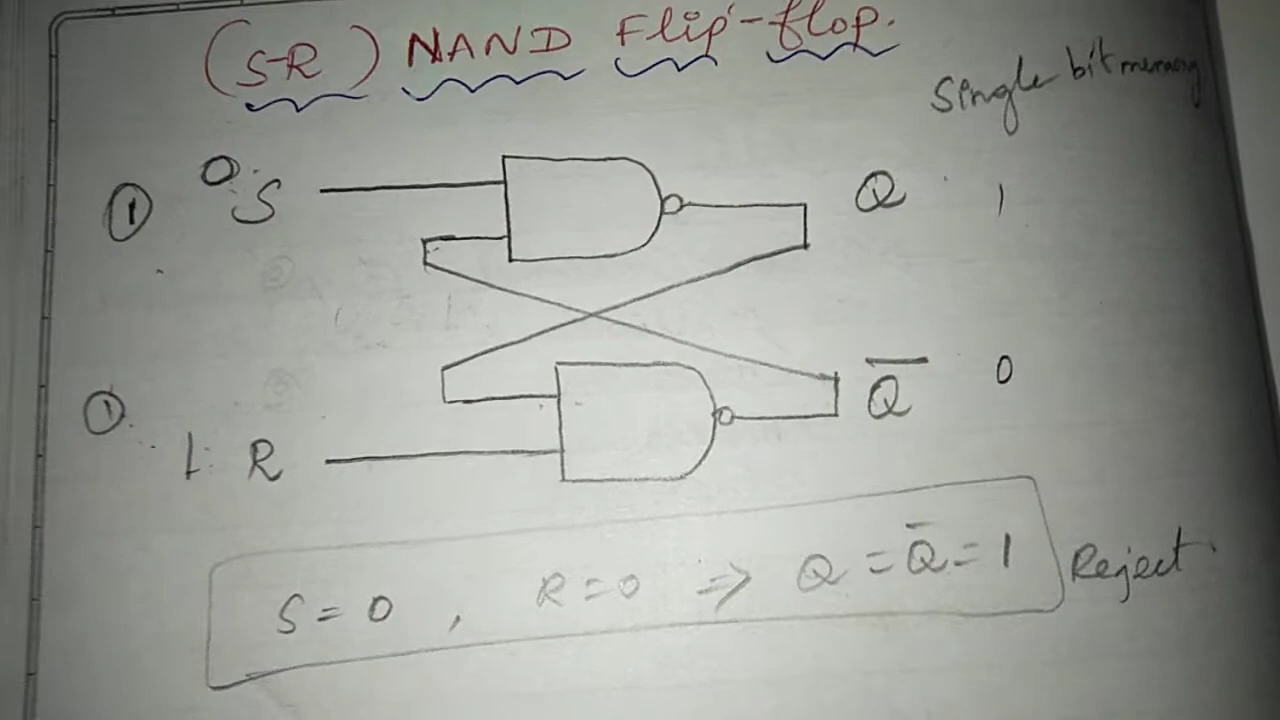 (S-R) NAND Flip-flop.
Single bit memory
① 0 S Q 1
① 1 R Q̅ 0
S = 0 , R = 0 ⇒ Q = Q̅ = 1 Reject